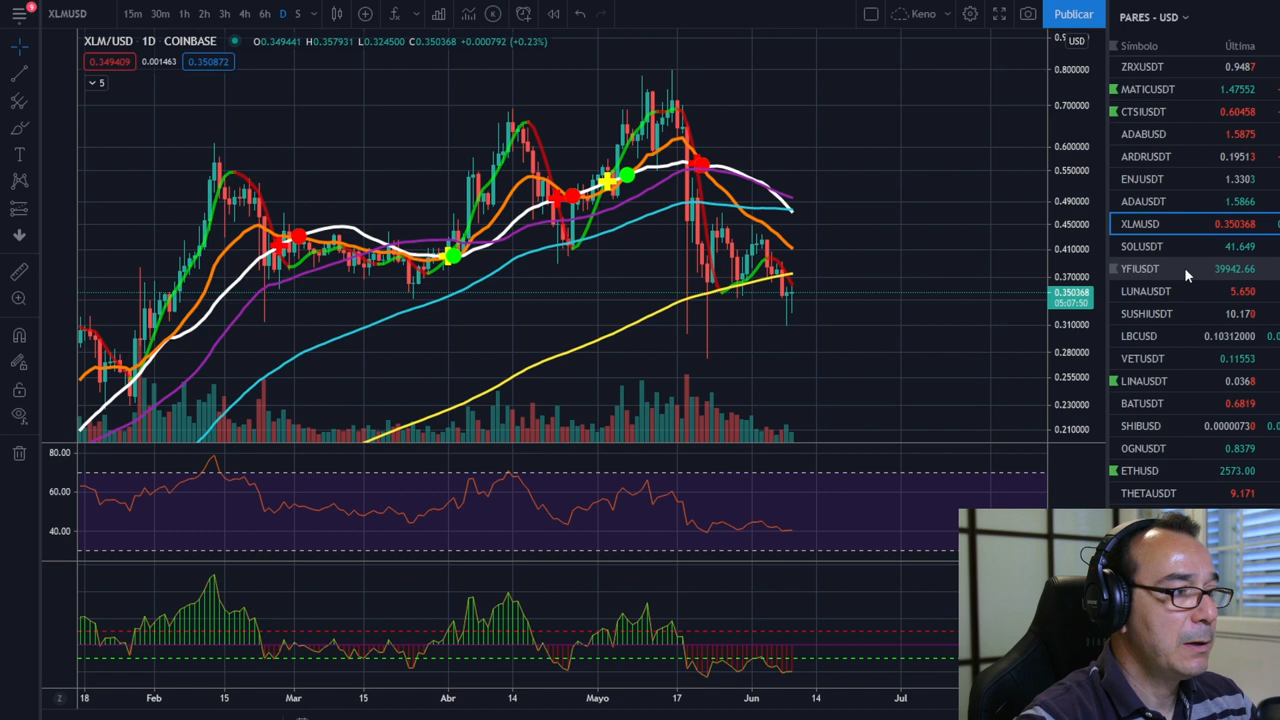 9
XLMUSD
15m 30m 1h 2h 3h 4h 6h D S
Keno
Publicar
PARES - USD
XLM/USD 1D COINBASE O0.349441 H0.357931 L0.324500 C0.350368 +0.000792 (+0.23%)
0.349409 0.001463 0.350872
5
USD
0.800000
0.700000
0.600000
0.550000
0.490000
0.450000
0.410000
0.370000
0.350368
05:07:50
0.310000
0.280000
0.255000
0.230000
0.210000
80.00
60.00
40.00
Z
18 Feb 15 Mar 15 Abr 14 Mayo 17 Jun 14 Jul
Símbolo Última
ZRXUSDT 0.9487
MATICUSDT 1.47552
CTSIUSDT 0.60458
ADABUSD 1.5875
ARDRUSDT 0.19513
ENJUSDT 1.3303
ADAUSDT 1.5866
XLMUSD 0.350368
SOLUSDT 41.649
YFIUSDT 39942.66
LUNAUSDT 5.650
SUSHIUSDT 10.170
LBCUSD 0.10312000
VETUSDT 0.11553
LINAUSDT 0.0368
BATUSDT 0.6819
SHIBUSD 0.00000730
OGNUSDT 0.8379
ETHUSD 2573.00
THETAUSDT 9.171